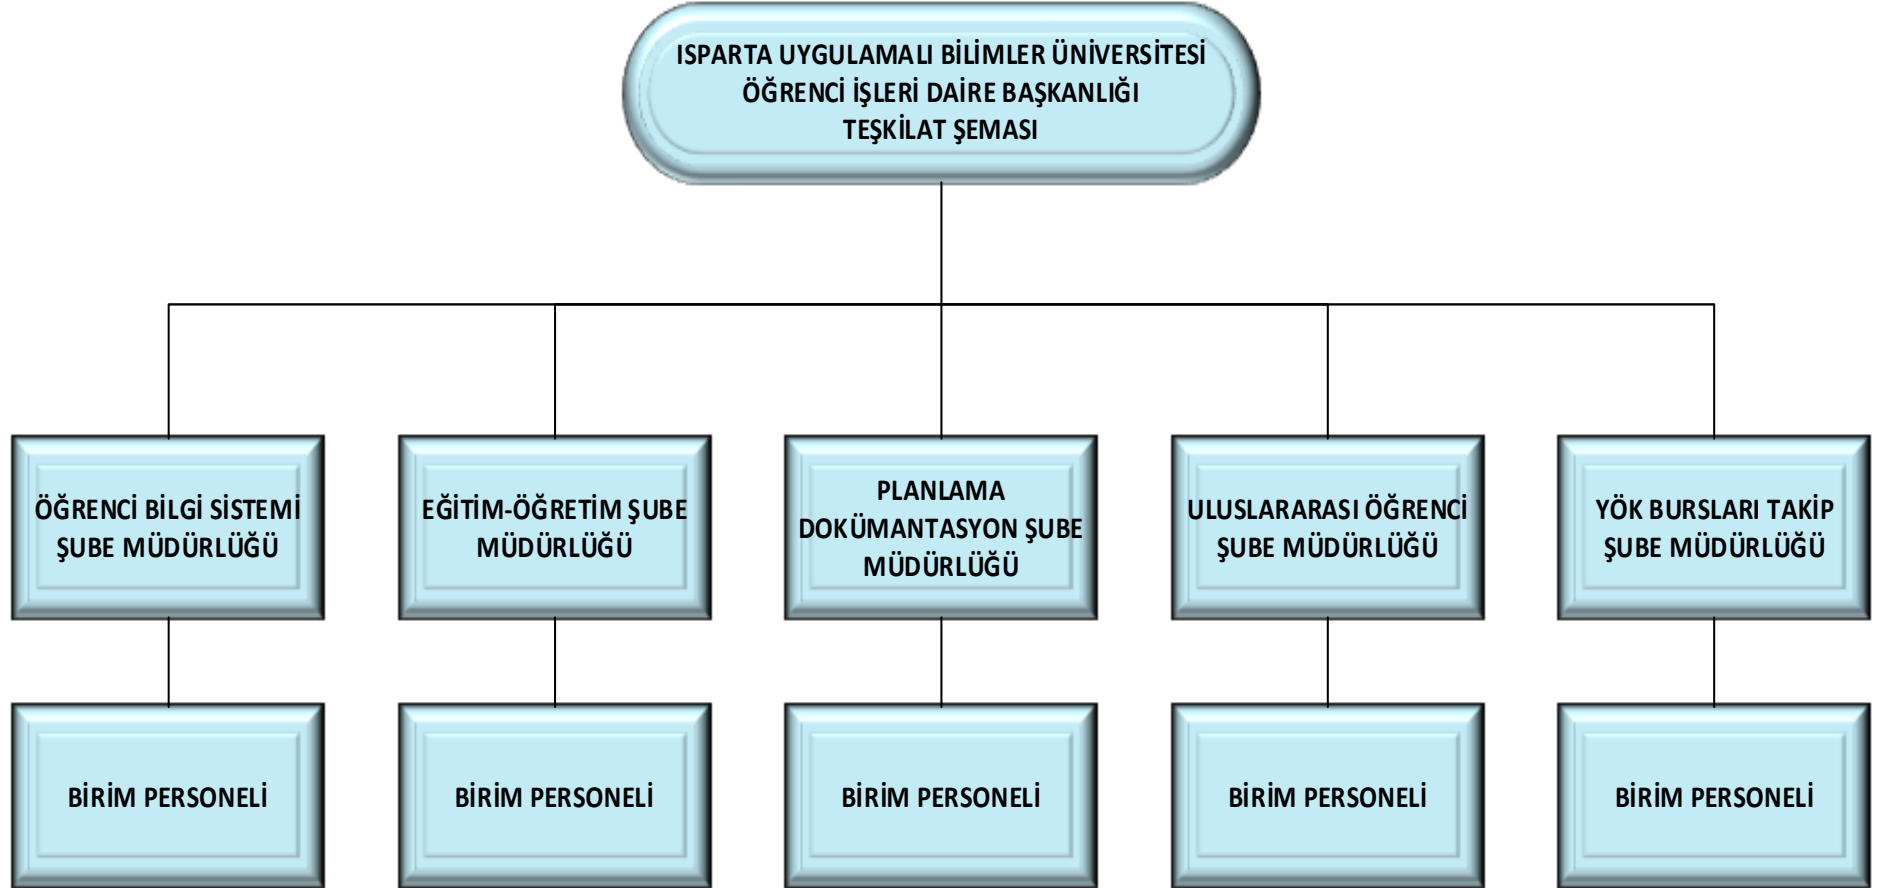 ISPARTA UYGULAMALI BİLİMLER ÜNİVERSİTESİ
ÖĞRENCİ İŞLERİ DAİRE BAŞKANLIĞI
TEŞKİLAT ŞEMASI
ÖĞRENCİ BİLGİ SİSTEMİ
ŞUBE MÜDÜRLÜĞÜ
EĞİTİM-ÖĞRETİM ŞUBE
MÜDÜRLÜĞÜ
PLANLAMA
DOKÜMANTASYON ŞUBE
MÜDÜRLÜĞÜ
ULUSLARARASI ÖĞRENCİ
ŞUBE MÜDÜRLÜĞÜ
YÖK BURSLARI TAKİP
ŞUBE MÜDÜRLÜĞÜ
BİRİM PERSONELİ
BİRİM PERSONELİ
BİRİM PERSONELİ
BİRİM PERSONELİ
BİRİM PERSONELİ